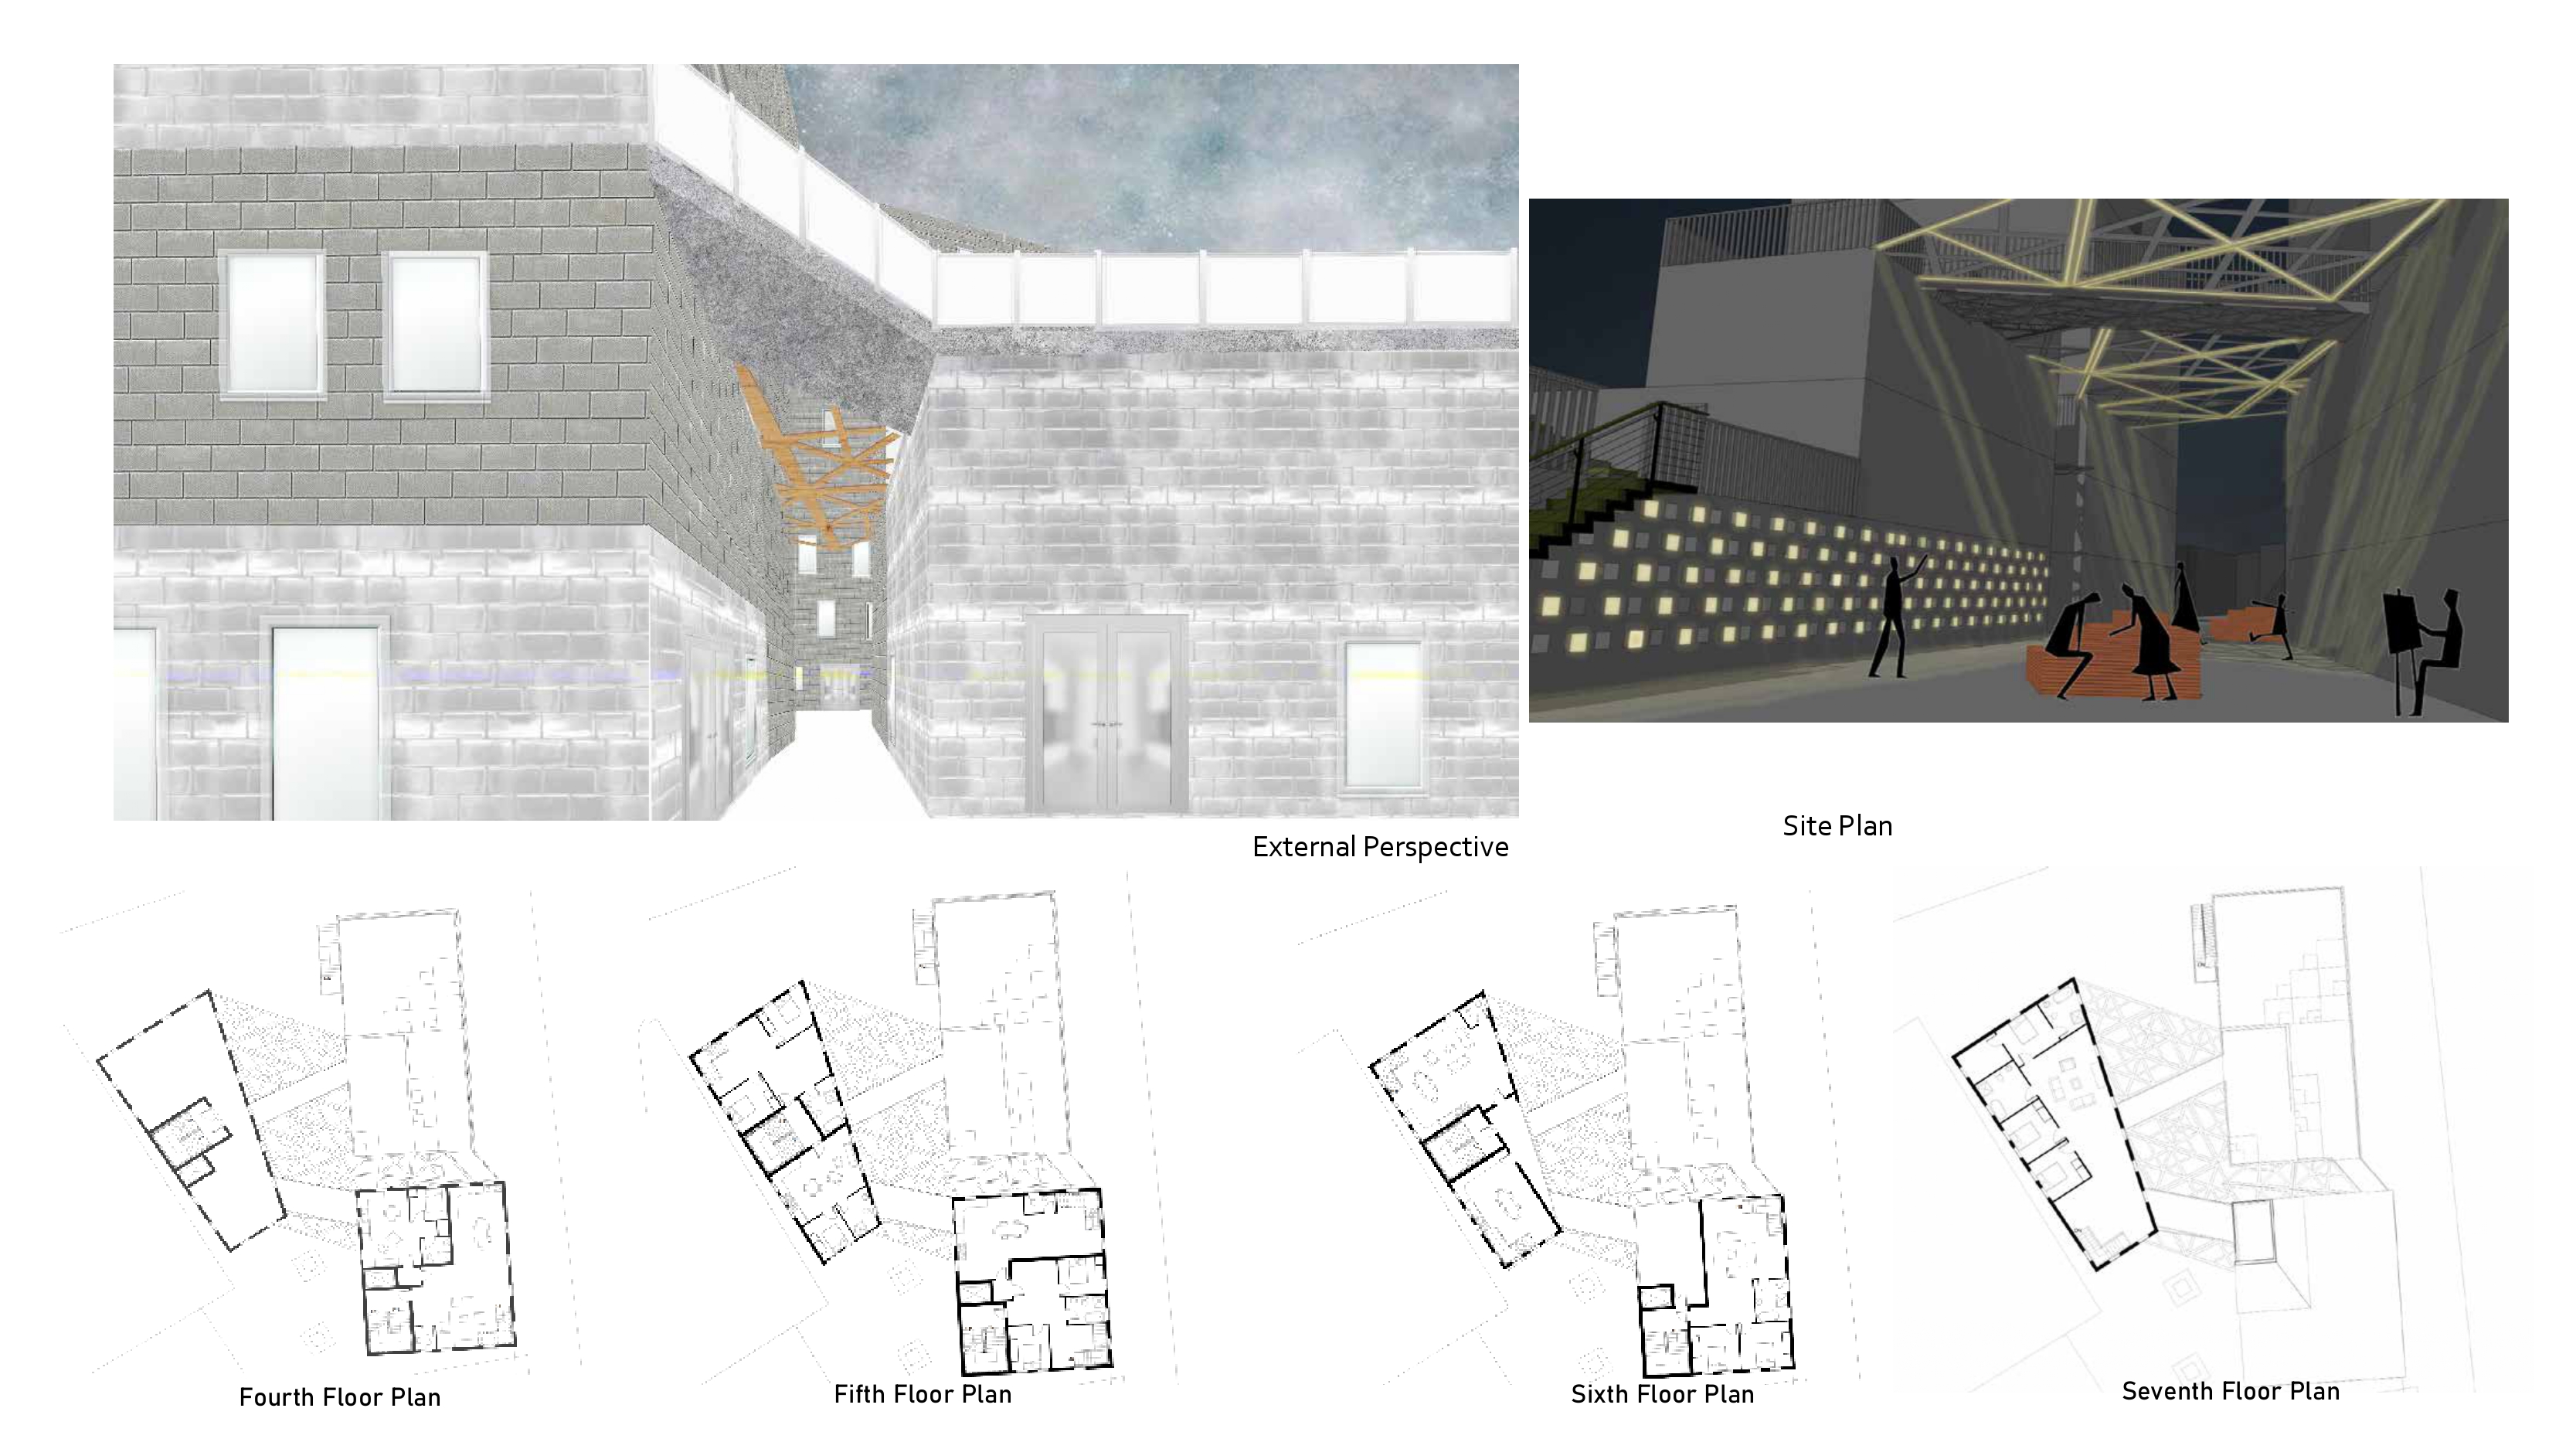 External Perspective
Site Plan
Fourth Floor Plan
Fifth Floor Plan
Sixth Floor Plan
Seventh Floor Plan